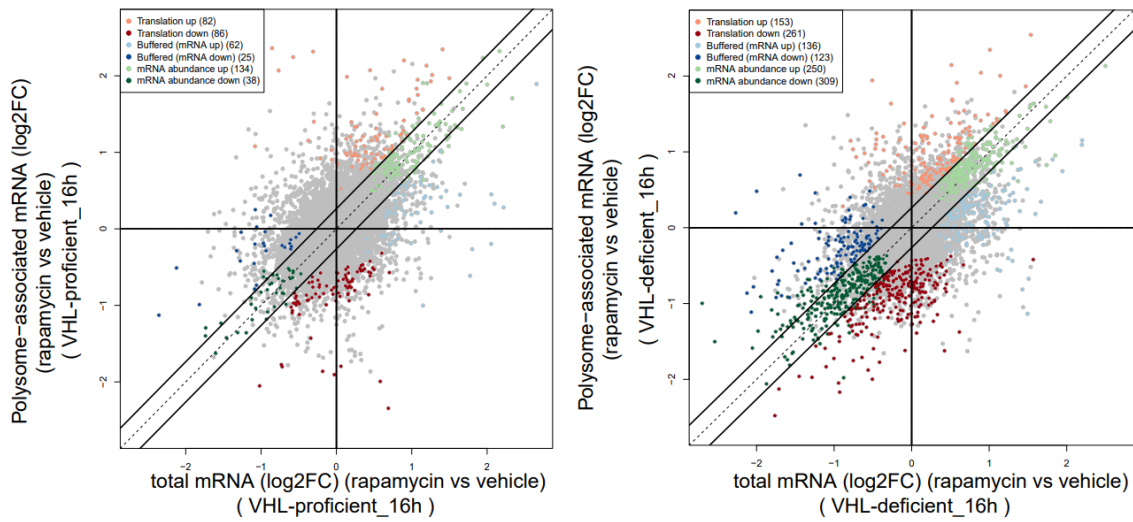 Translation up (82)
Translation down (86)
Buffered (mRNA up) (62)
Buffered (mRNA down) (25)
mRNA abundance up (134)
mRNA abundance down (38)
Polysome−associated mRNA (log2FC)
(rapamycin vs vehicle)
( VHL-proficient_16h )
2
1
0
−1
−2
−2
−1
0
1
2
total mRNA (log2FC) (rapamycin vs vehicle)
( VHL-proficient_16h )
Translation up (153)
Translation down (261)
Buffered (mRNA up) (136)
Buffered (mRNA down) (123)
mRNA abundance up (250)
mRNA abundance down (309)
Polysome−associated mRNA (log2FC)
(rapamycin vs vehicle)
( VHL-deficient_16h )
2
1
0
−1
−2
−2
−1
0
1
2
total mRNA (log2FC) (rapamycin vs vehicle)
( VHL-deficient_16h )